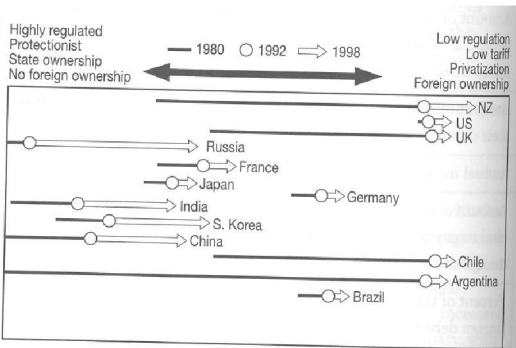 Highly regulated
Protectionist
State ownership
No foreign ownership
1980 1992 1998
Low regulation
Low tariff
Privatization
Foreign ownership
NZ
US
UK
Russia
France
Japan
Germany
India
S. Korea
China
Chile
Argentina
Brazil